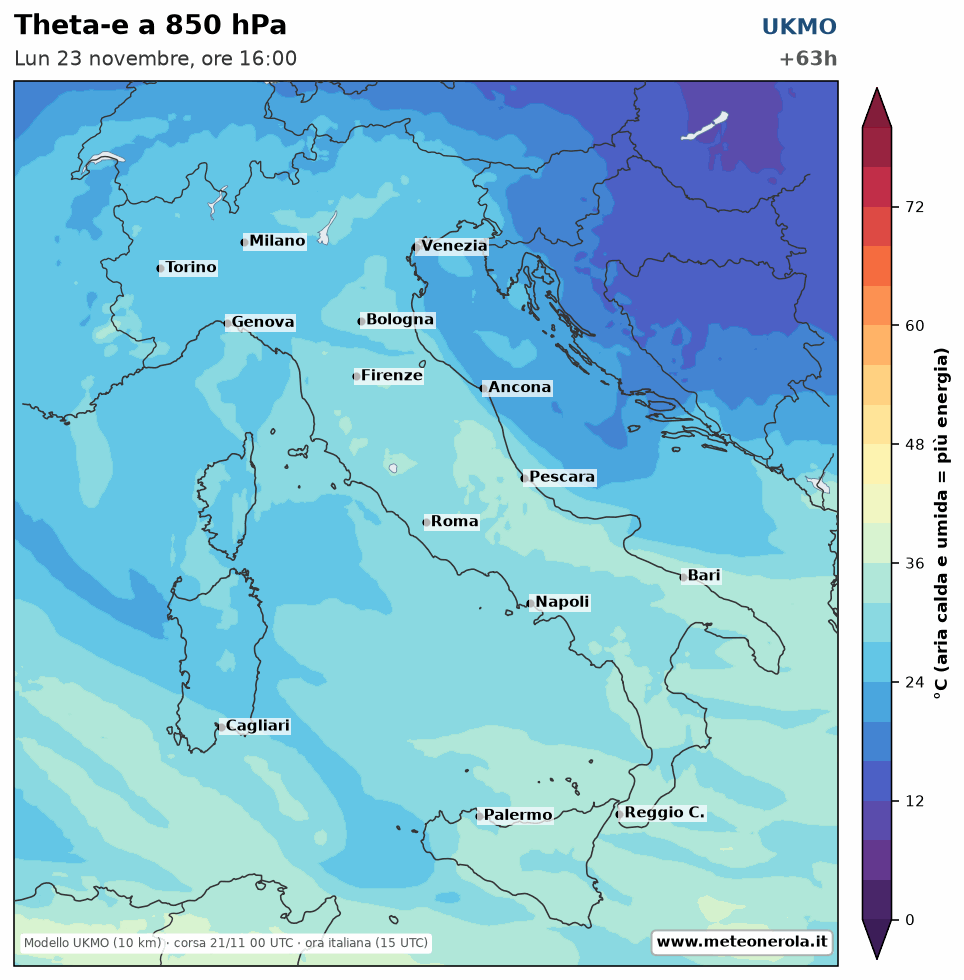 Theta-e a 850 hPa
UKMO
Lun 23 novembre, ore 16:00
+63h
Milano
Venezia
Torino
Genova
Bologna
Firenze
Ancona
Pescara
Roma
Bari
Napoli
Cagliari
Palermo
Reggio C.
72
60
48
36
24
12
0
°C (aria calda e umida = più energia)
Modello UKMO (10 km) · corsa 21/11 00 UTC · ora italiana (15 UTC)
www.meteonerola.it